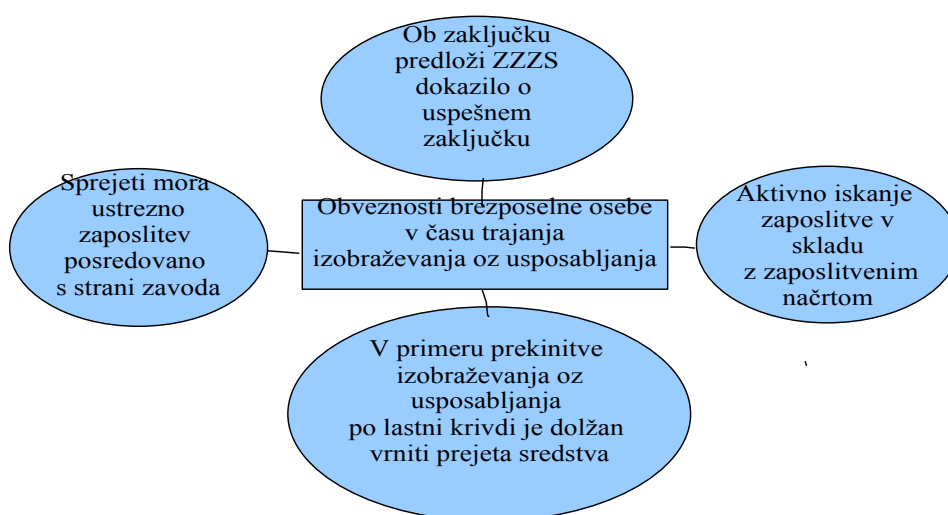 Ob zaključku
predloži ZZZS
dokazilo o
uspešnem
zaključku
Sprejeti mora
ustrezno
zaposlitev
posredovano
s strani zavoda
Obveznosti brezposelne osebe
v času trajanja
izobraževanja oz usposabljanja
Aktivno iskanje
zaposlitve v
skladu
z zaposlitvenim
načrtom
V primeru prekinitve
izobraževanja oz
usposabljanja
po lastni krivdi je dolžan
vrniti prejeta sredstva